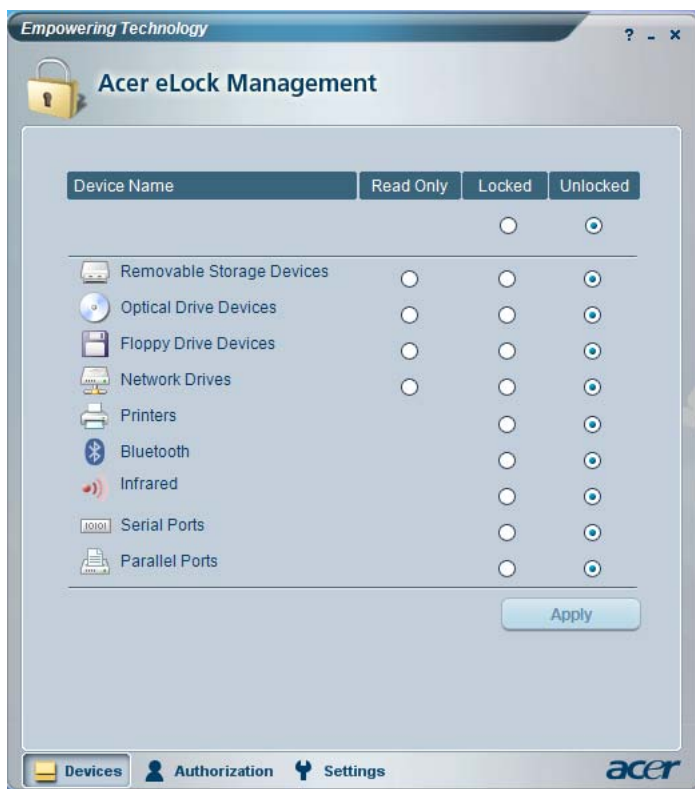 Empowering Technology
? - x
Acer eLock Management
Device Name Read Only Locked Unlocked
Removable Storage Devices
Optical Drive Devices
Floppy Drive Devices
Network Drives
Printers
Bluetooth
Infrared
10101 Serial Ports
Parallel Ports
Apply
Devices Authorization Settings acer